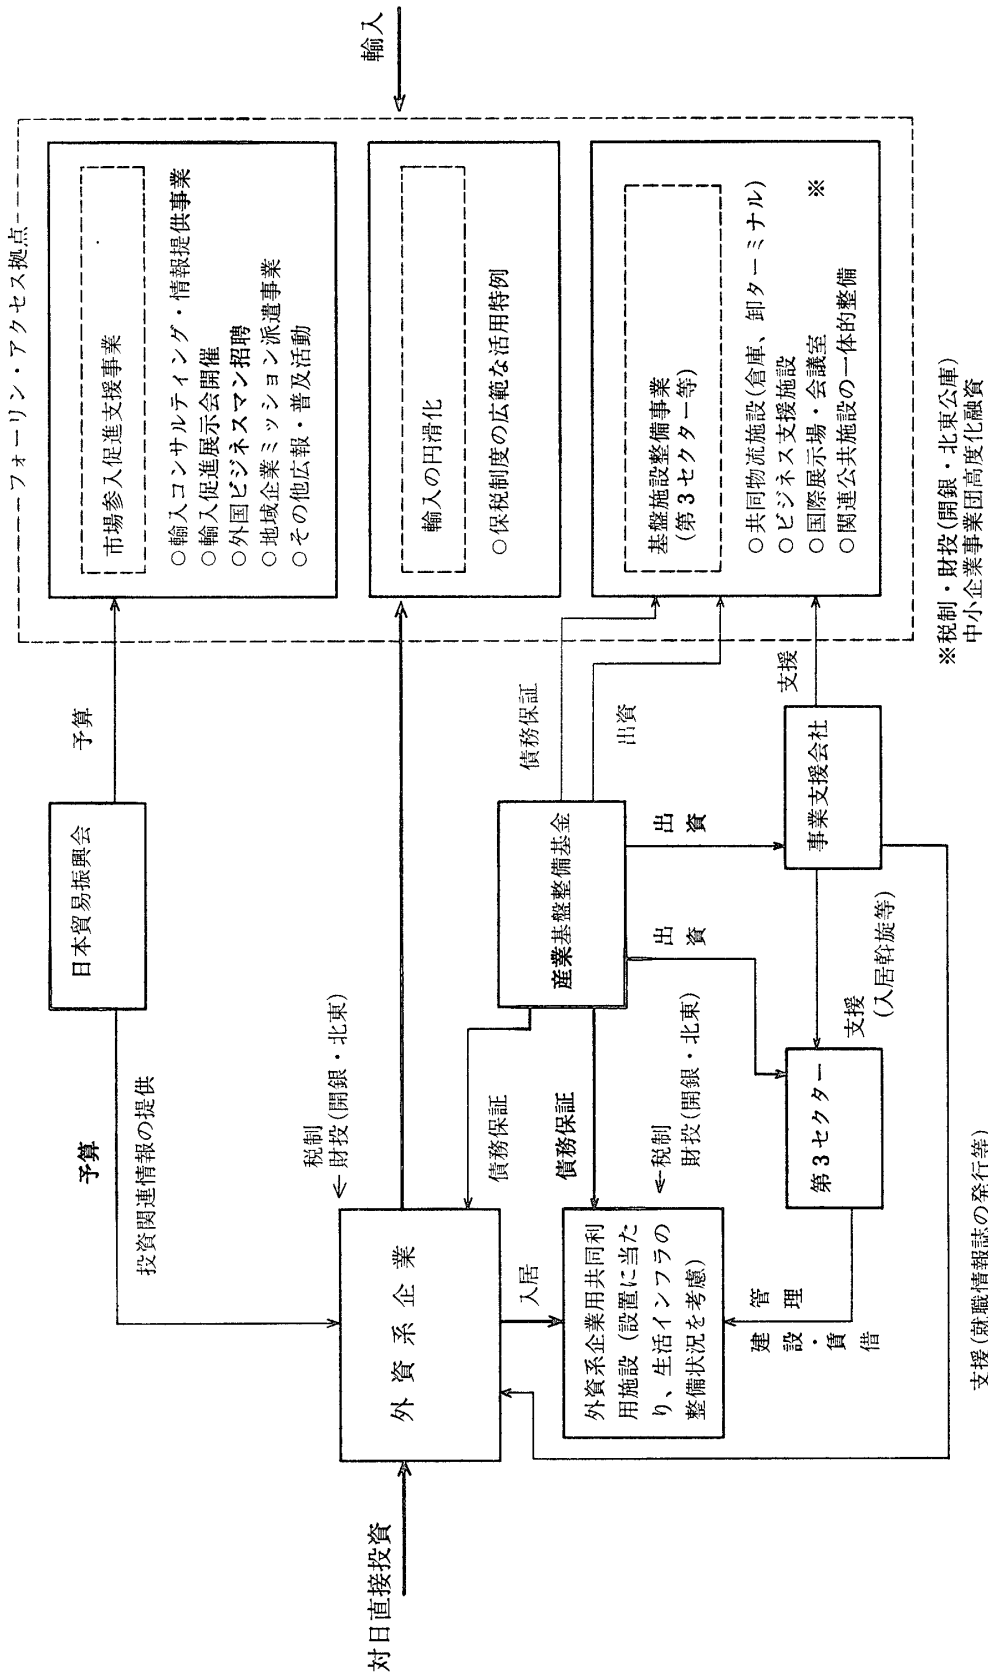 フォーリン・アクセス拠点
輸入
市場参入促進支援事業
○輸入コンサルティング・情報提供事業
○輸入促進展示会開催
○外国ビジネスマン招聘
○地域企業ミッション派遣事業
○その他広報・普及活動
輸入の円滑化
○保税制度の広範な活用特例
基盤施設整備事業
(第3セクター等)
○共同物流施設(倉庫、卸ターミナル)
○ビジネス支援施設
○国際展示場・会議室 ※
○関連公共施設の一体的整備
※税制・財投(開銀・北東公庫)
中小企業事業団高度化融資
予算
日本貿易振興会
予算
投資関連情報の提供
債務保証
出資
支援
産業基盤整備基金
出資
出資
事業支援会社
税制
財投(開銀・北東)
債務保証
債務保証
税制
財投(開銀・北東)
支援
(入居斡旋等)
第3セクター
対日直接投資
外資系企業
入居
外資系企業用共同利
用施設(設置に当た
り、生活インフラの
整備状況を考慮)
管理
建設・賃借
支援(就職情報誌の発行等)